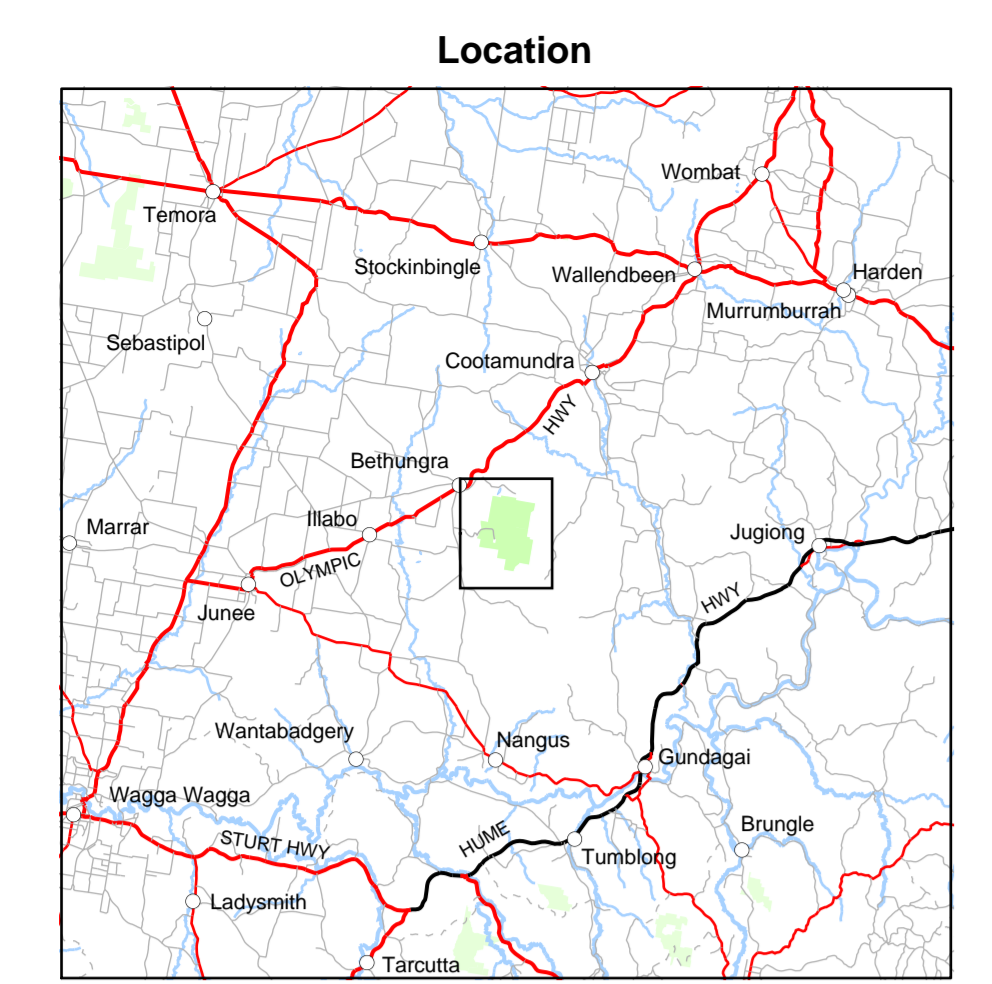 Location
Wombat
Temora
Stockinbingle
Wallendbeen
Harden
Murrumburrah
Sebastipol
Cootamundra
HWY
Bethungra
Illabo
Marrar
Jugiong
OLYMPIC
HWY
Junee
Wantabadgery
Nangus
Gundagai
Wagga Wagga
Brungle
STURT HWY
HUME
Tumblong
Ladysmith
Tarcutta